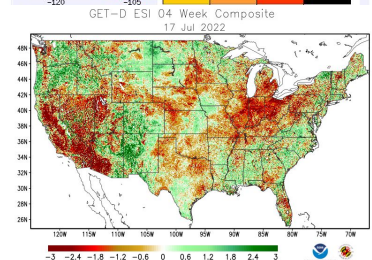 −120 −105
GET−D ESI 04 Week Composite
17 Jul 2022
48N
46N
44N
42N
40N
38N
36N
34N
32N
30N
28N
26N
120W 115W 110W 105W 100W 95W 90W 85W 80W 75W 70W
−3 −2.4 −1.8 −1.2 −0.6 0 0.6 1.2 1.8 2.4 3